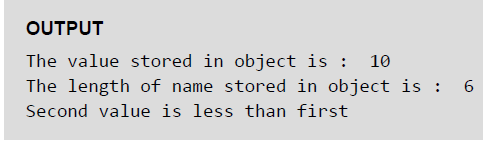 OUTPUT
The value stored in object is :  10
The length of name stored in object is :  6
Second value is less than first